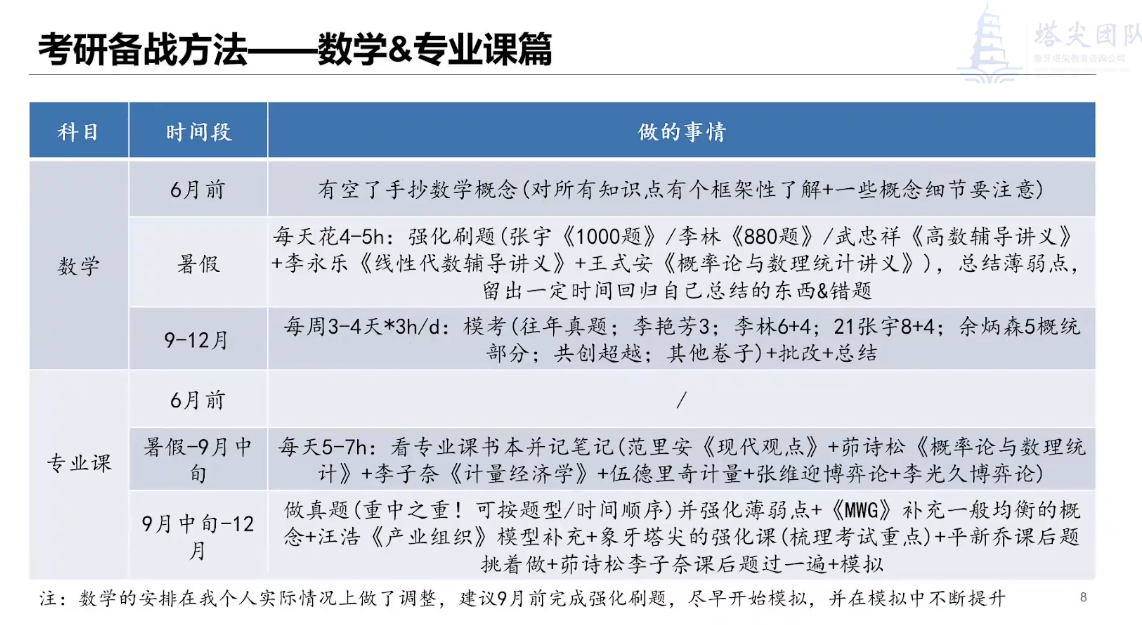 考研备战方法——数学&专业课篇
塔尖团队
象牙塔尖教育咨询公司
科目
时间段
做的事情
数学
6月前
有空了手抄数学概念(对所有知识点有个框架性了解+一些概念细节要注意)
暑假
每天花4-5h：强化刷题(张宇《1000题》/李林《880题》/武忠祥《高数辅导讲义》
+李永乐《线性代数辅导讲义》+王式安《概率论与数理统计讲义》)，总结薄弱点，
留出一定时间回归自己总结的东西&错题
9-12月
每周3-4天*3h/d：模考(往年真题；李艳芳3；李林6+4；21张宇8+4；余炳森5概统
部分；共创超越；其他卷子)+批改+总结
专业课
6月前
/
暑假-9月中
旬
每天5-7h：看专业课书本并记笔记(范里安《现代观点》+茆诗松《概率论与数理统
计》+李子奈《计量经济学》+伍德里奇计量+张维迎博弈论+李光久博弈论)
9月中旬-12
月
做真题(重中之重！可按题型/时间顺序)并强化薄弱点+《MWG》补充一般均衡的概
念+汪浩《产业组织》模型补充+象牙塔尖的强化课(梳理考试重点)+平新乔课后题
挑着做+茆诗松李子奈课后题过一遍+模拟
注：数学的安排在我个人实际情况上做了调整，建议9月前完成强化刷题，尽早开始模拟，并在模拟中不断提升
8